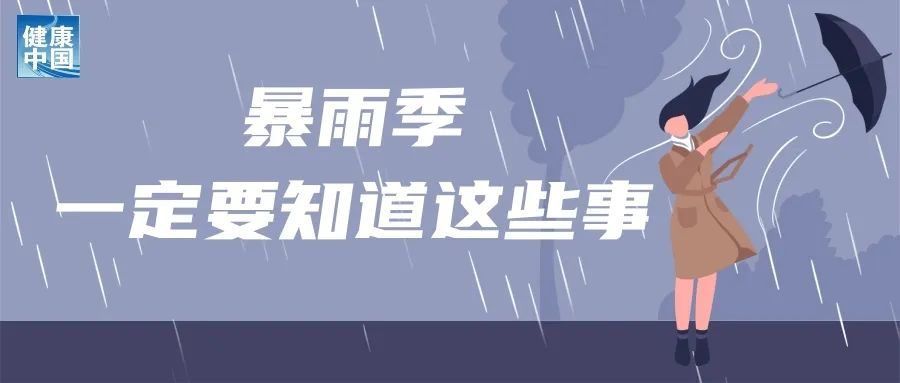 健康
中国
暴雨季
一定要知道这些事